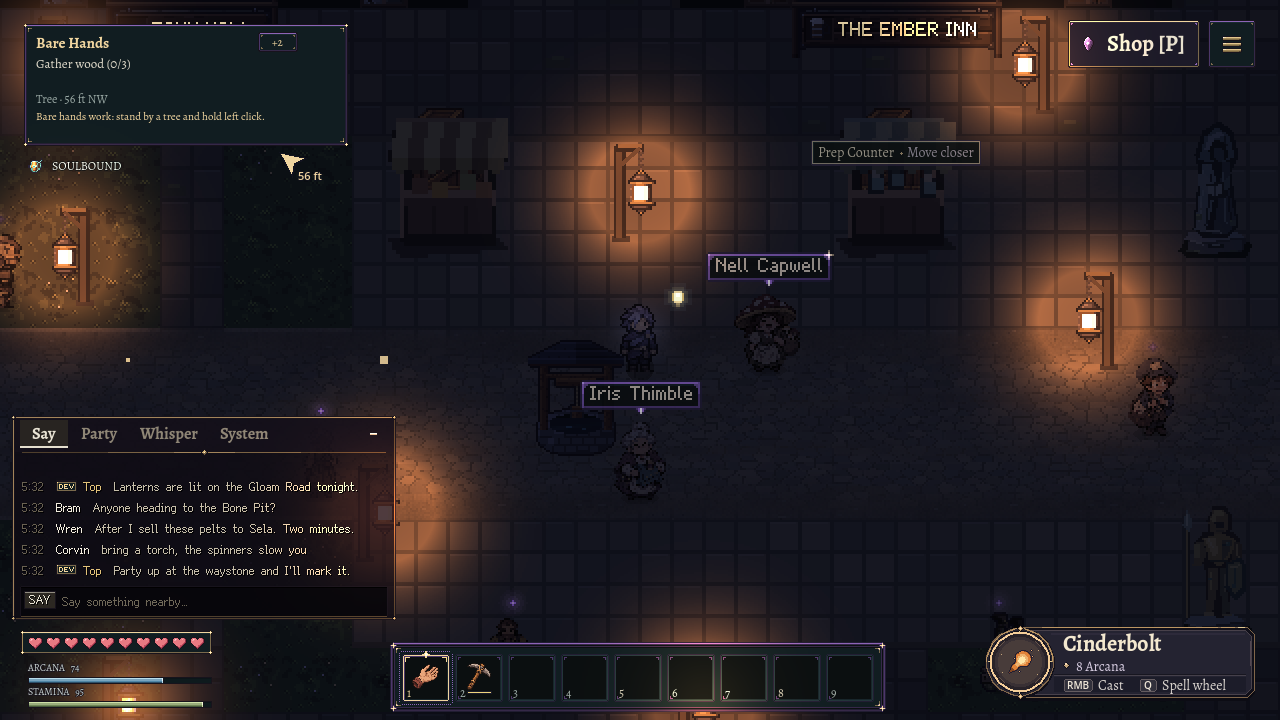 THE EMBER INN
Bare Hands
+2
Gather wood (0/3)
Tree · 56 ft NW
Bare hands work: stand by a tree and hold left click.
Shop [P]
56 ft
SOULBOUND
Prep Counter · Move closer
Nell Capwell
Iris Thimble
Say Party Whisper System
5:32 DEV Top Lanterns are lit on the Gloam Road tonight.
5:32 Bram Anyone heading to the Bone Pit?
5:32 Wren After I sell these pelts to Sela. Two minutes.
5:32 Corvin bring a torch, the spinners slow you
5:32 DEV Top Party up at the waystone and I'll mark it.
SAY Say something nearby...
ARCANA 74
STAMINA 95
1 2 3 4 5 6 7 8 9
Cinderbolt
8 Arcana
RMB Cast Q Spell wheel